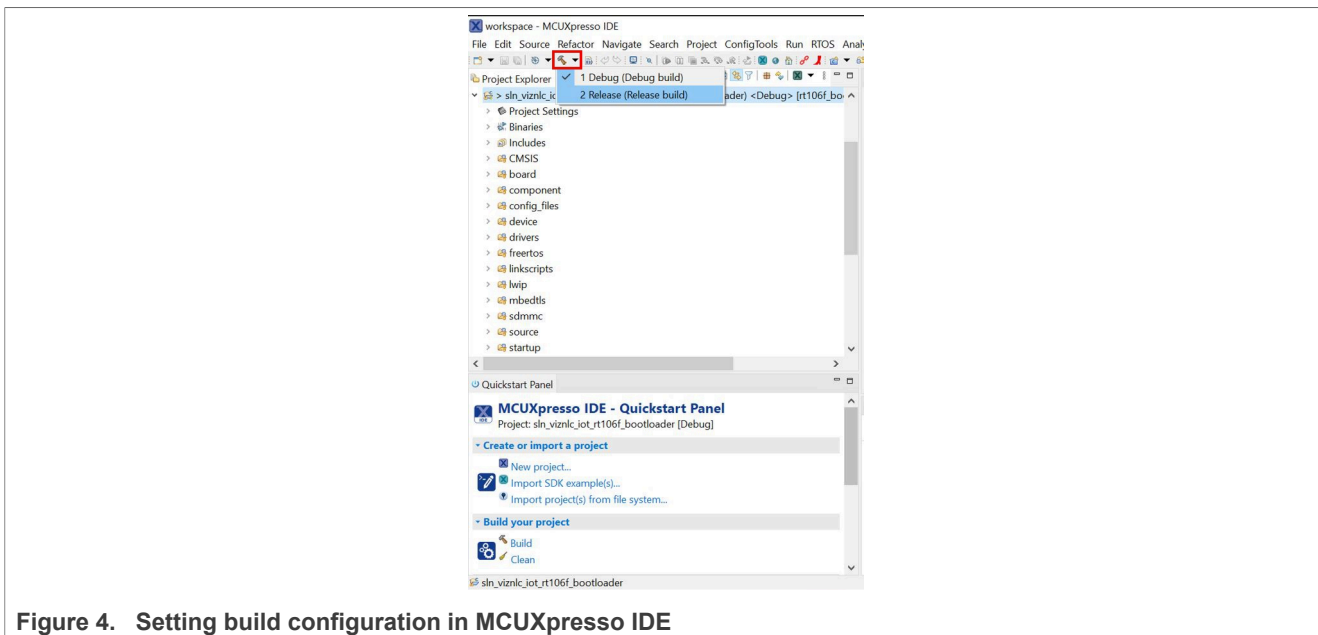 workspace - MCUXpresso IDE
File Edit Source Refactor Navigate Search Project ConfigTools Run RTOS
Project Explorer
1 Debug (Debug build)
2 Release (Release build)
> sln_viznlc_ic ader) <Debug> [rt106f_bo
Project Settings
Binaries
Includes
CMSIS
board
component
config_files
device
drivers
freertos
linkscripts
lwip
mbedtls
sdmmc
source
startup
Quickstart Panel
IDE
MCUXpresso IDE - Quickstart Panel
Project: sln_viznlc_iot_rt106f_bootloader [Debug]
Create or import a project
New project...
Import SDK example(s)...
Import project(s) from file system...
Build your project
Build
Clean
sln_viznlc_iot_rt106f_bootloader
Figure 4. Setting build configuration in MCUXpresso IDE